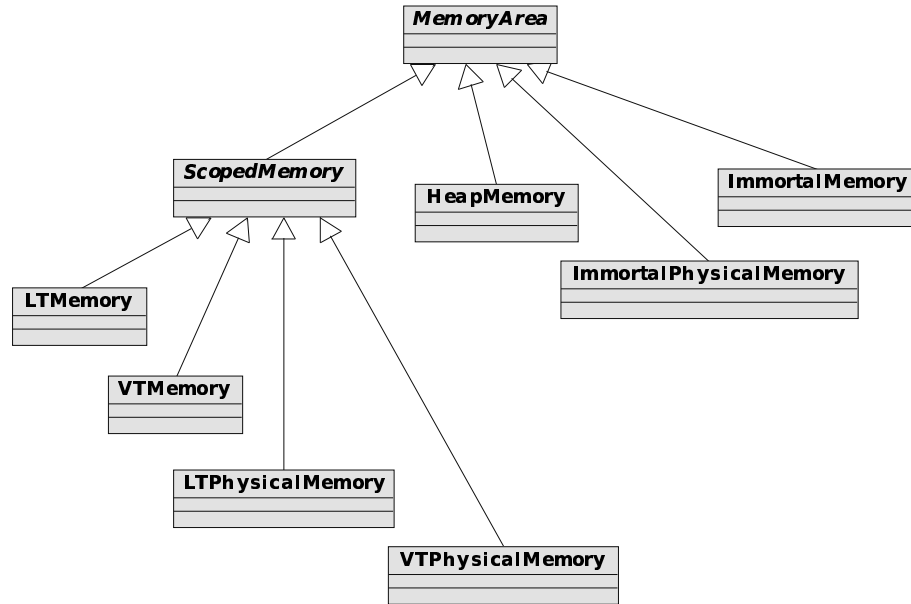 MemoryArea
ScopedMemory
HeapMemory
ImmortalMemory
ImmortalPhysicalMemory
LTMemory
VTMemory
LTPhysicalMemory
VTPhysicalMemory